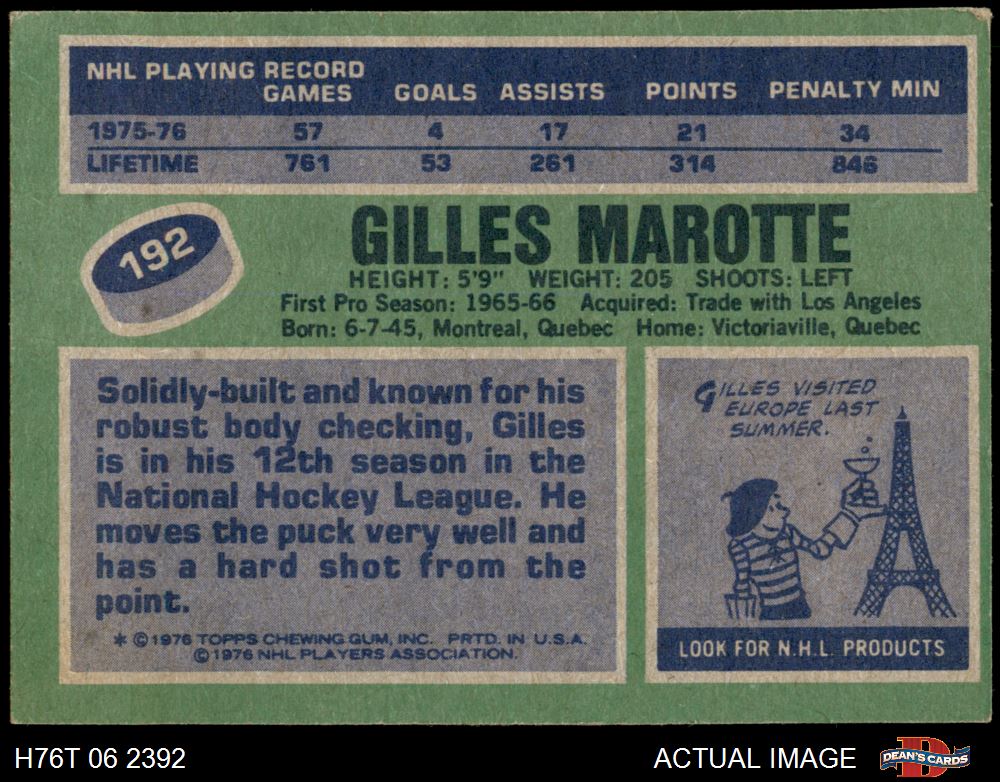 NHL PLAYING RECORD
GAMES GOALS ASSISTS POINTS PENALTY MIN
1975-76 57 4 17 21 34
LIFETIME 761 53 261 314 846
192
GILLES MAROTTE
HEIGHT: 5'9" WEIGHT: 205 SHOOTS: LEFT
First Pro Season: 1965-66 Acquired: Trade with Los Angeles
Born: 6-7-45, Montreal, Quebec Home: Victoriaville, Quebec
Solidly-built and known for his
robust body checking, Gilles
is in his 12th season in the
National Hockey League. He
moves the puck very well and
has a hard shot from the
point.
* ©1976 TOPPS CHEWING GUM, INC. PRTD. IN U.S.A.
©1976 NHL PLAYERS ASSOCIATION.
GILLES VISITED
EUROPE LAST
SUMMER.
LOOK FOR N.H.L. PRODUCTS
H76T 06 2392 ACTUAL IMAGE DEAN'S CARDS